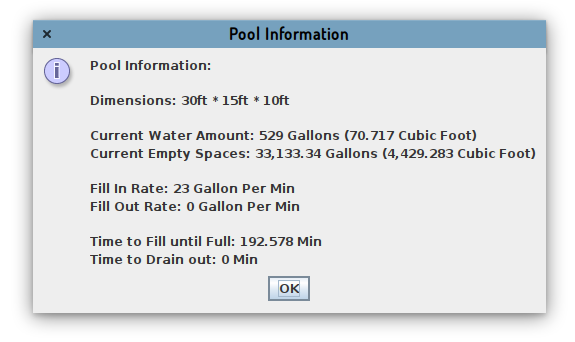 Pool Information
Pool Information:
Dimensions: 30ft * 15ft * 10ft
Current Water Amount: 529 Gallons (70.717 Cubic Foot)
Current Empty Spaces: 33,133.34 Gallons (4,429.283 Cubic Foot)
Fill In Rate: 23 Gallon Per Min
Fill Out Rate: 0 Gallon Per Min
Time to Fill until Full: 192.578 Min
Time to Drain out: 0 Min
OK